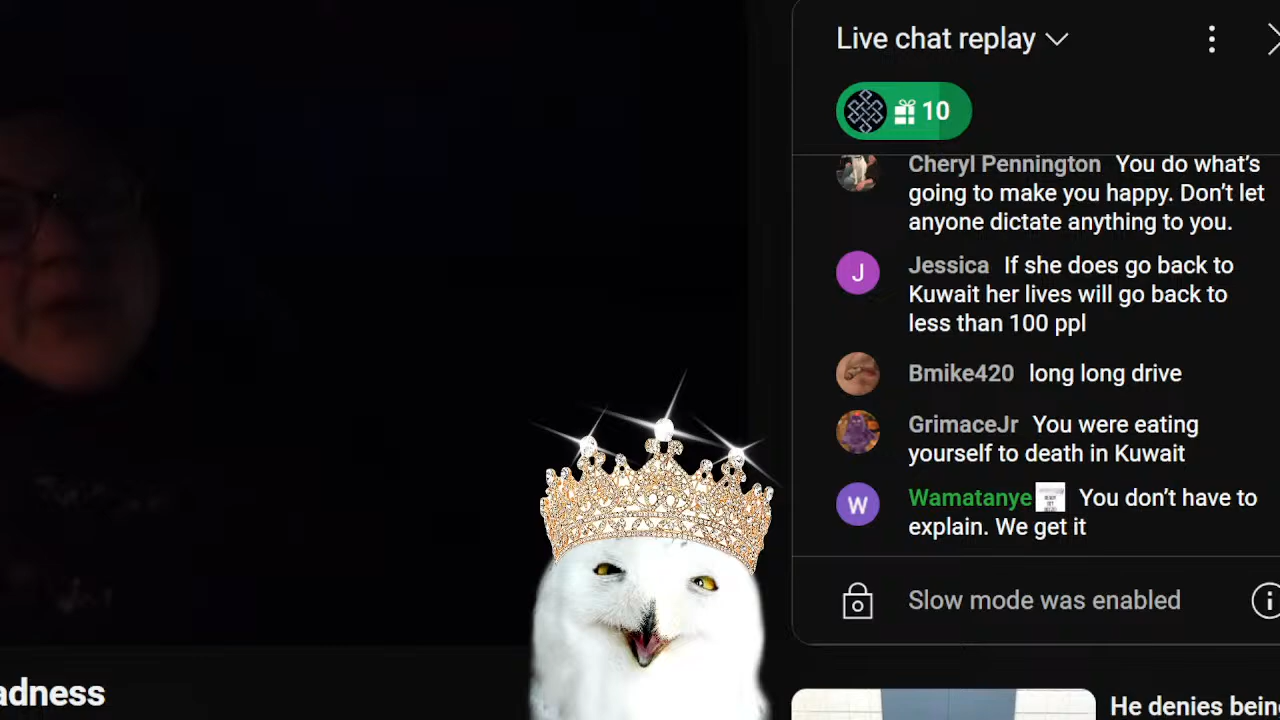 Live chat replay
10
Cheryl Pennington You do what's
going to make you happy. Don't let
anyone dictate anything to you.
J Jessica If she does go back to
Kuwait her lives will go back to
less than 100 ppl
Bmike420 long long drive
GrimaceJr You were eating
yourself to death in Kuwait
W Wamatanye You don't have to
explain. We get it
Slow mode was enabled
adness
He denies bein